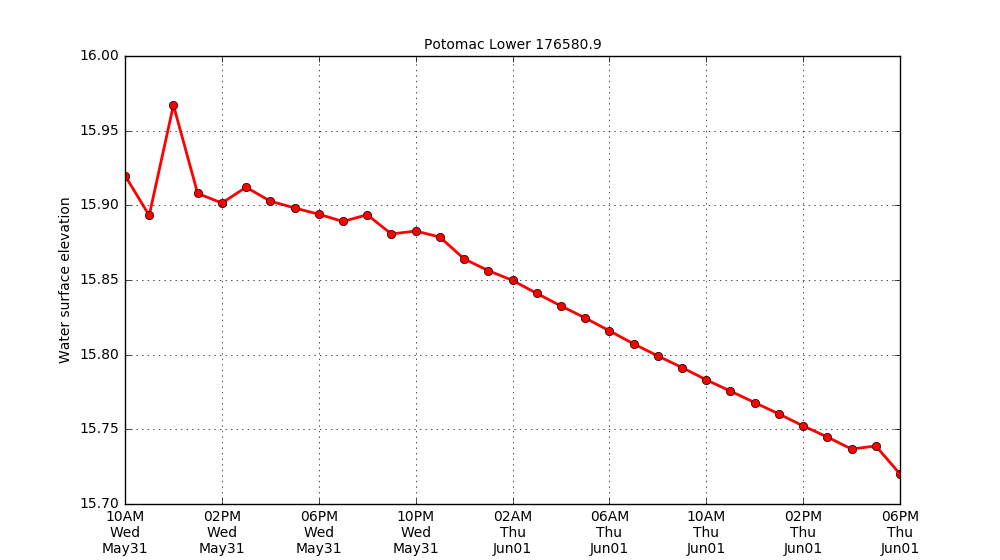 Potomac Lower 176580.9
16.00
15.95
15.90
15.85
15.80
15.75
15.70
Water surface elevation
10AM 02PM 06PM 10PM 02AM 06AM 10AM 02PM 06PM
Wed Wed Wed Wed Thu Thu Thu Thu Thu
May31 May31 May31 May31 Jun01 Jun01 Jun01 Jun01 Jun01